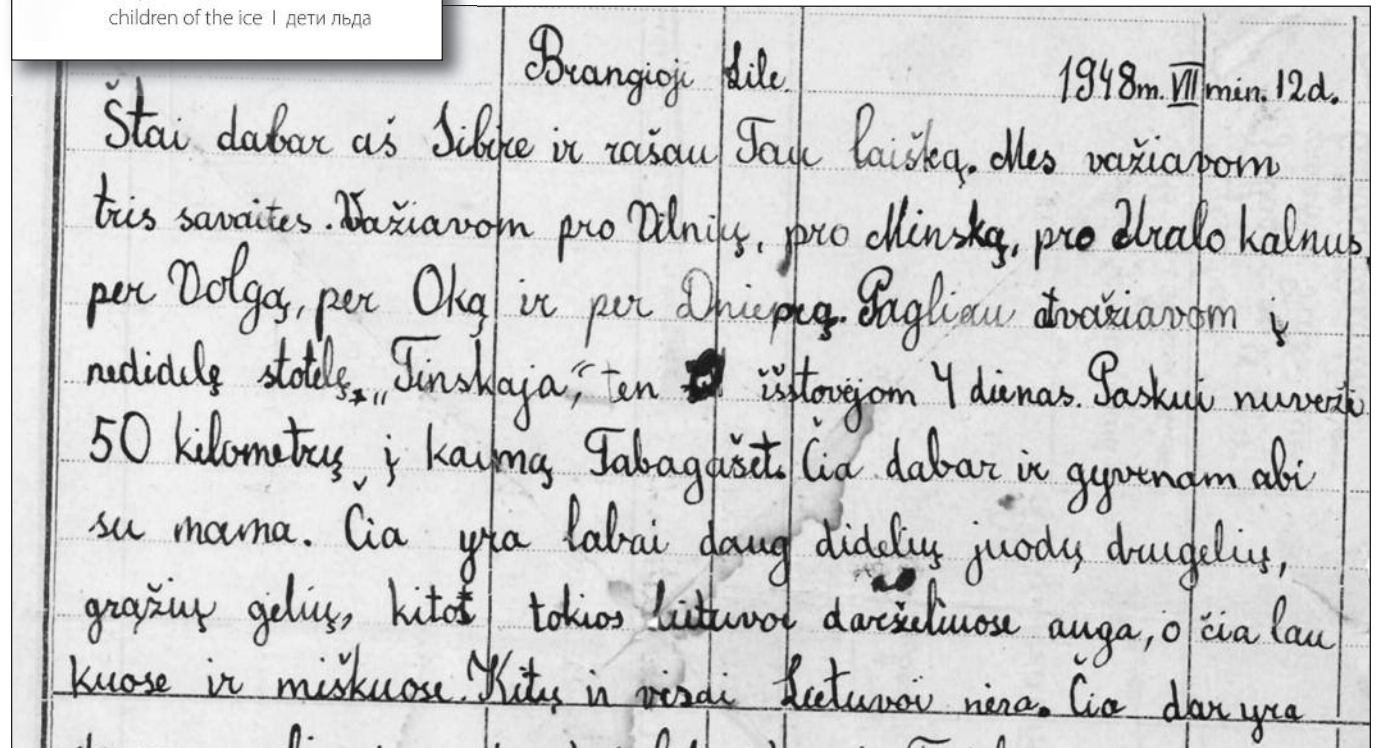 children of the ice | дети льда
Brangioji Lile. 1948m. VII mėn. 12d.
Štai dabar aš Sibire ir rašau Tau laišką. Mes važiavom
tris savaites. Važiavom pro Vilnių, pro Minską, pro Uralo kalnus,
per Volgą, per Oką ir per Dnieprą. Pagliau atvažiavom į
nedidelę stotelę, „Tinskaja“, ten išstovėjom 4 dienas. Paskui nuvežė
50 kilometrų į kaimą Tabagašet. Čia dabar ir gyvenam abi
su mama. Čia yra labai daug didelių juodų drugelių,
gražių gėlių, kitos tokios Lietuvoi darželiuose auga, o čia lau
kuose ir miškuose. Kitų ir visai Lietuvoi nėra. Čia dar yra